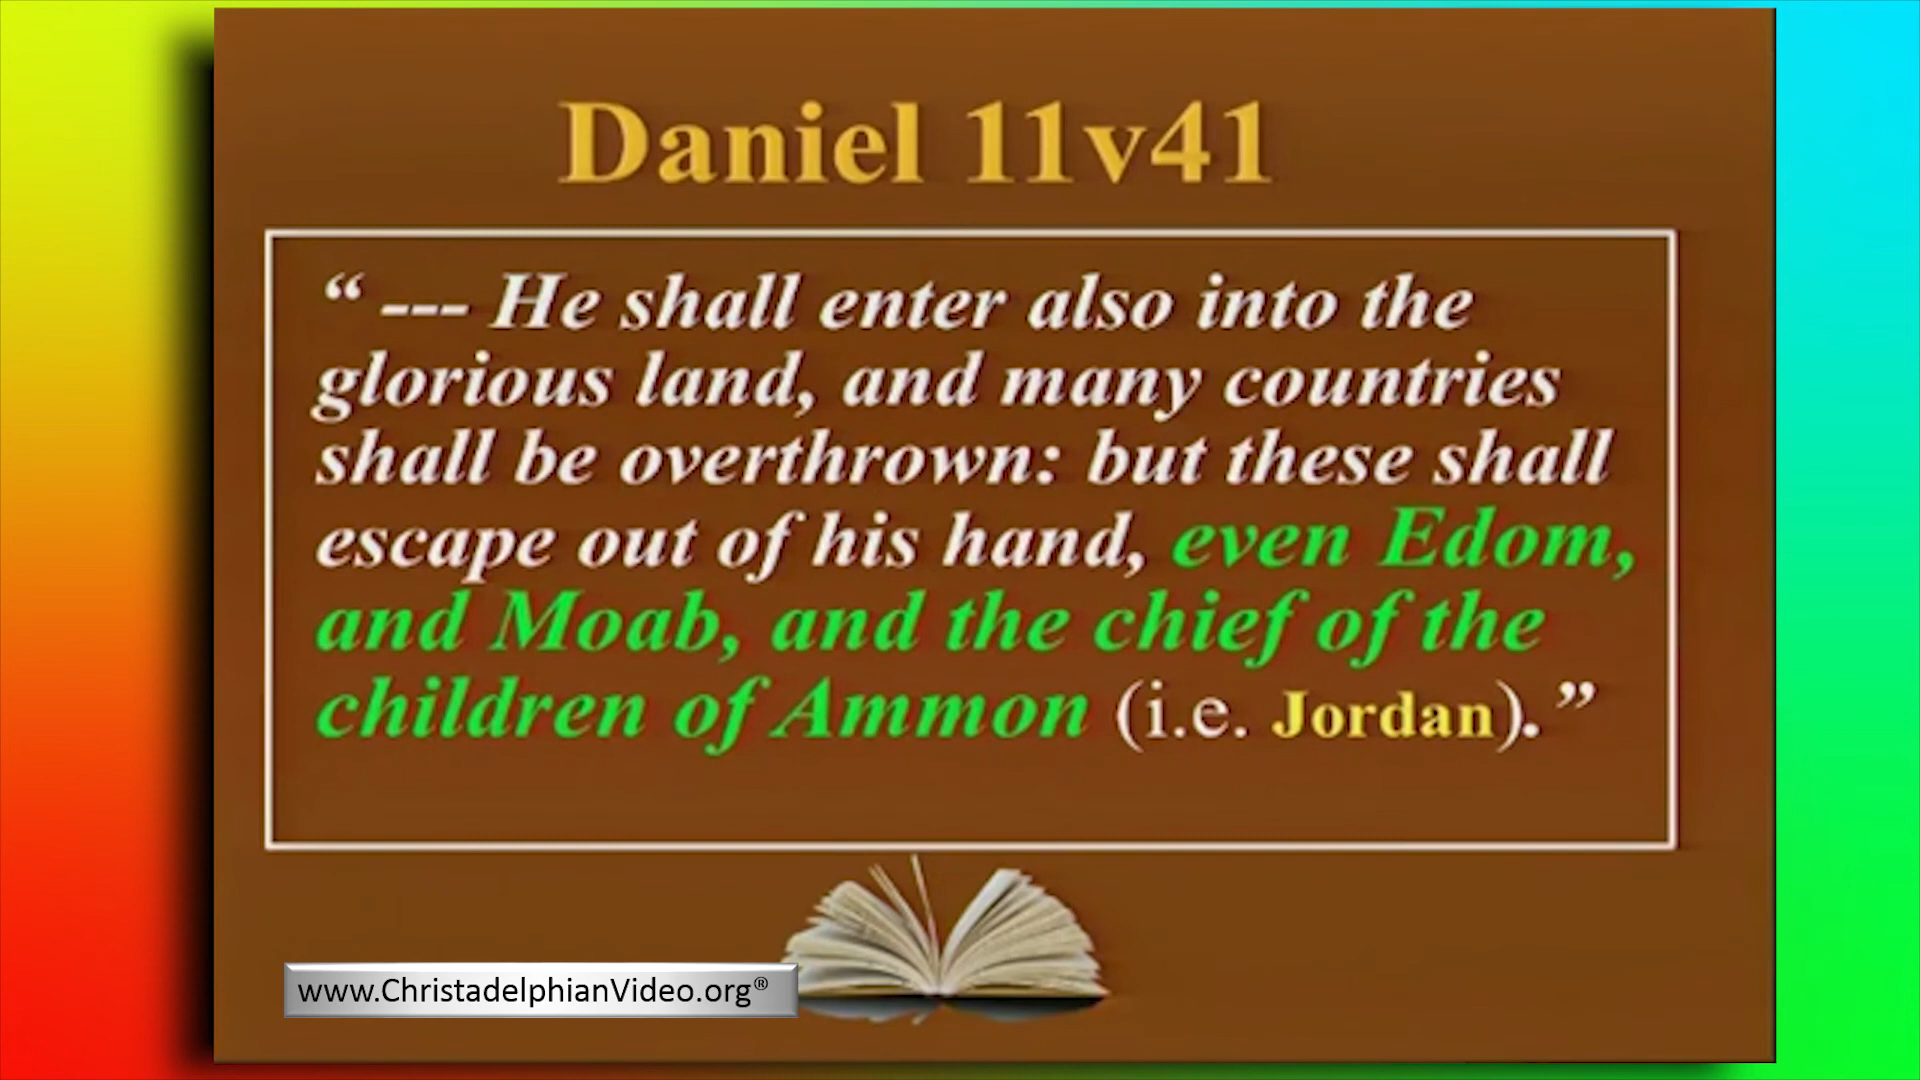 Daniel 11v41
“ --- He shall enter also into the
glorious land, and many countries
shall be overthrown: but these shall
escape out of his hand, even Edom,
and Moab, and the chief of the
children of Ammon (i.e. Jordan).”
www.ChristadelphianVideo.org®